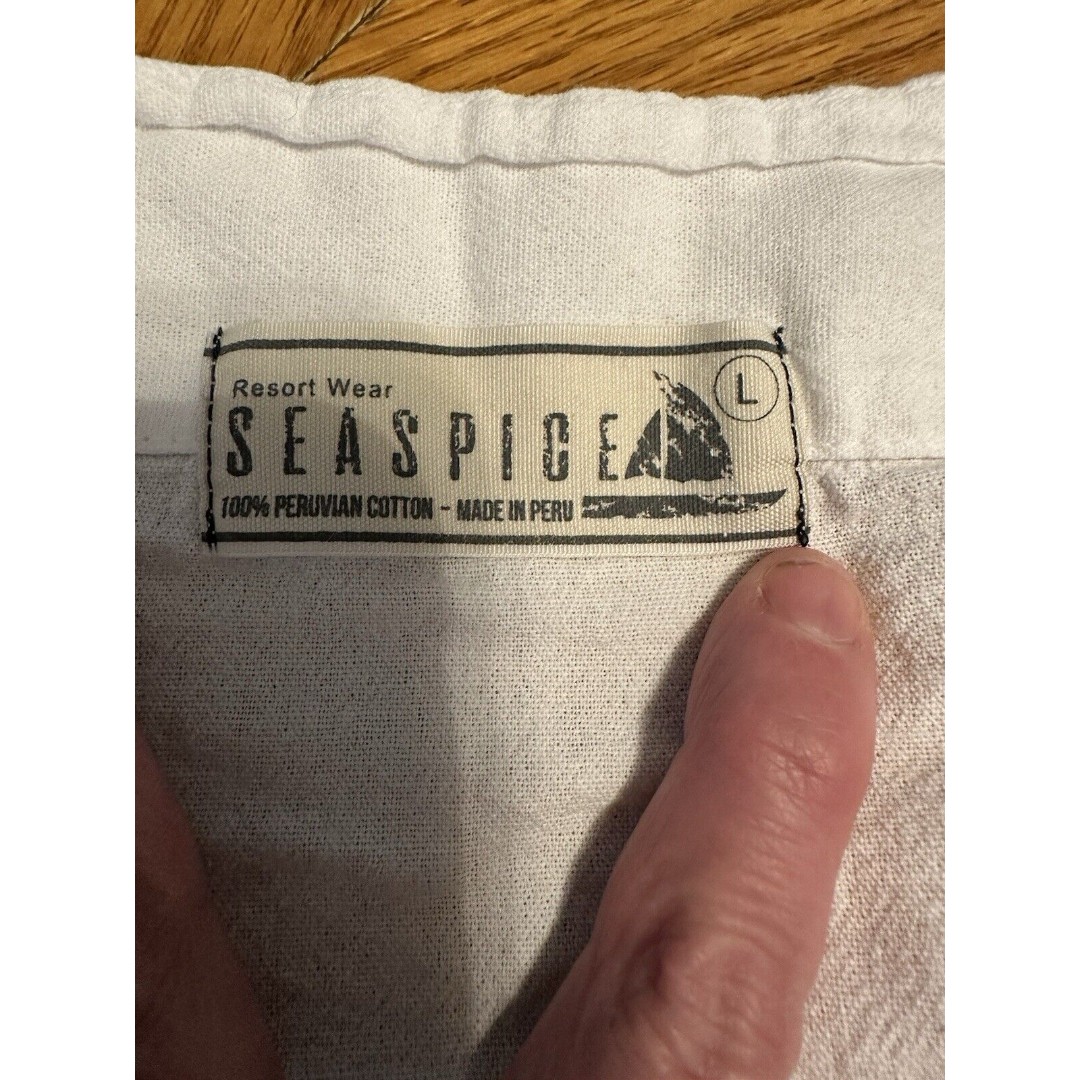 Resort Wear
L
SEASPICE
100% PERUVIAN COTTON - MADE IN PERU